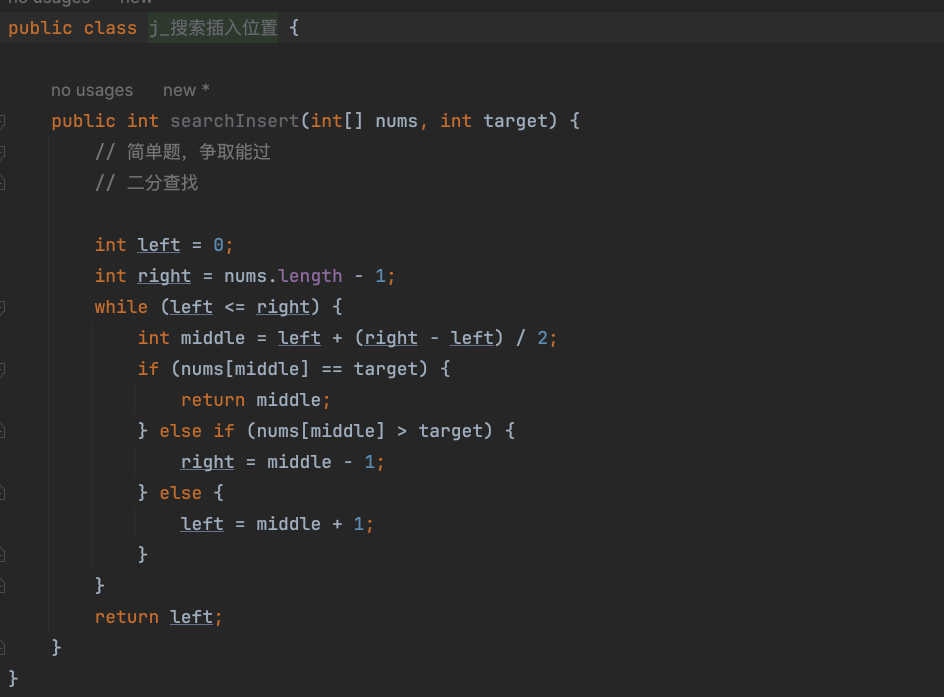 no usages new *
public class j_搜索插入位置 {
no usages new *
public int searchInsert(int[] nums, int target) {
// 简单题，争取能过
// 二分查找
int left = 0;
int right = nums.length - 1;
while (left <= right) {
int middle = left + (right - left) / 2;
if (nums[middle] == target) {
return middle;
} else if (nums[middle] > target) {
right = middle - 1;
} else {
left = middle + 1;
}
}
return left;
}
}